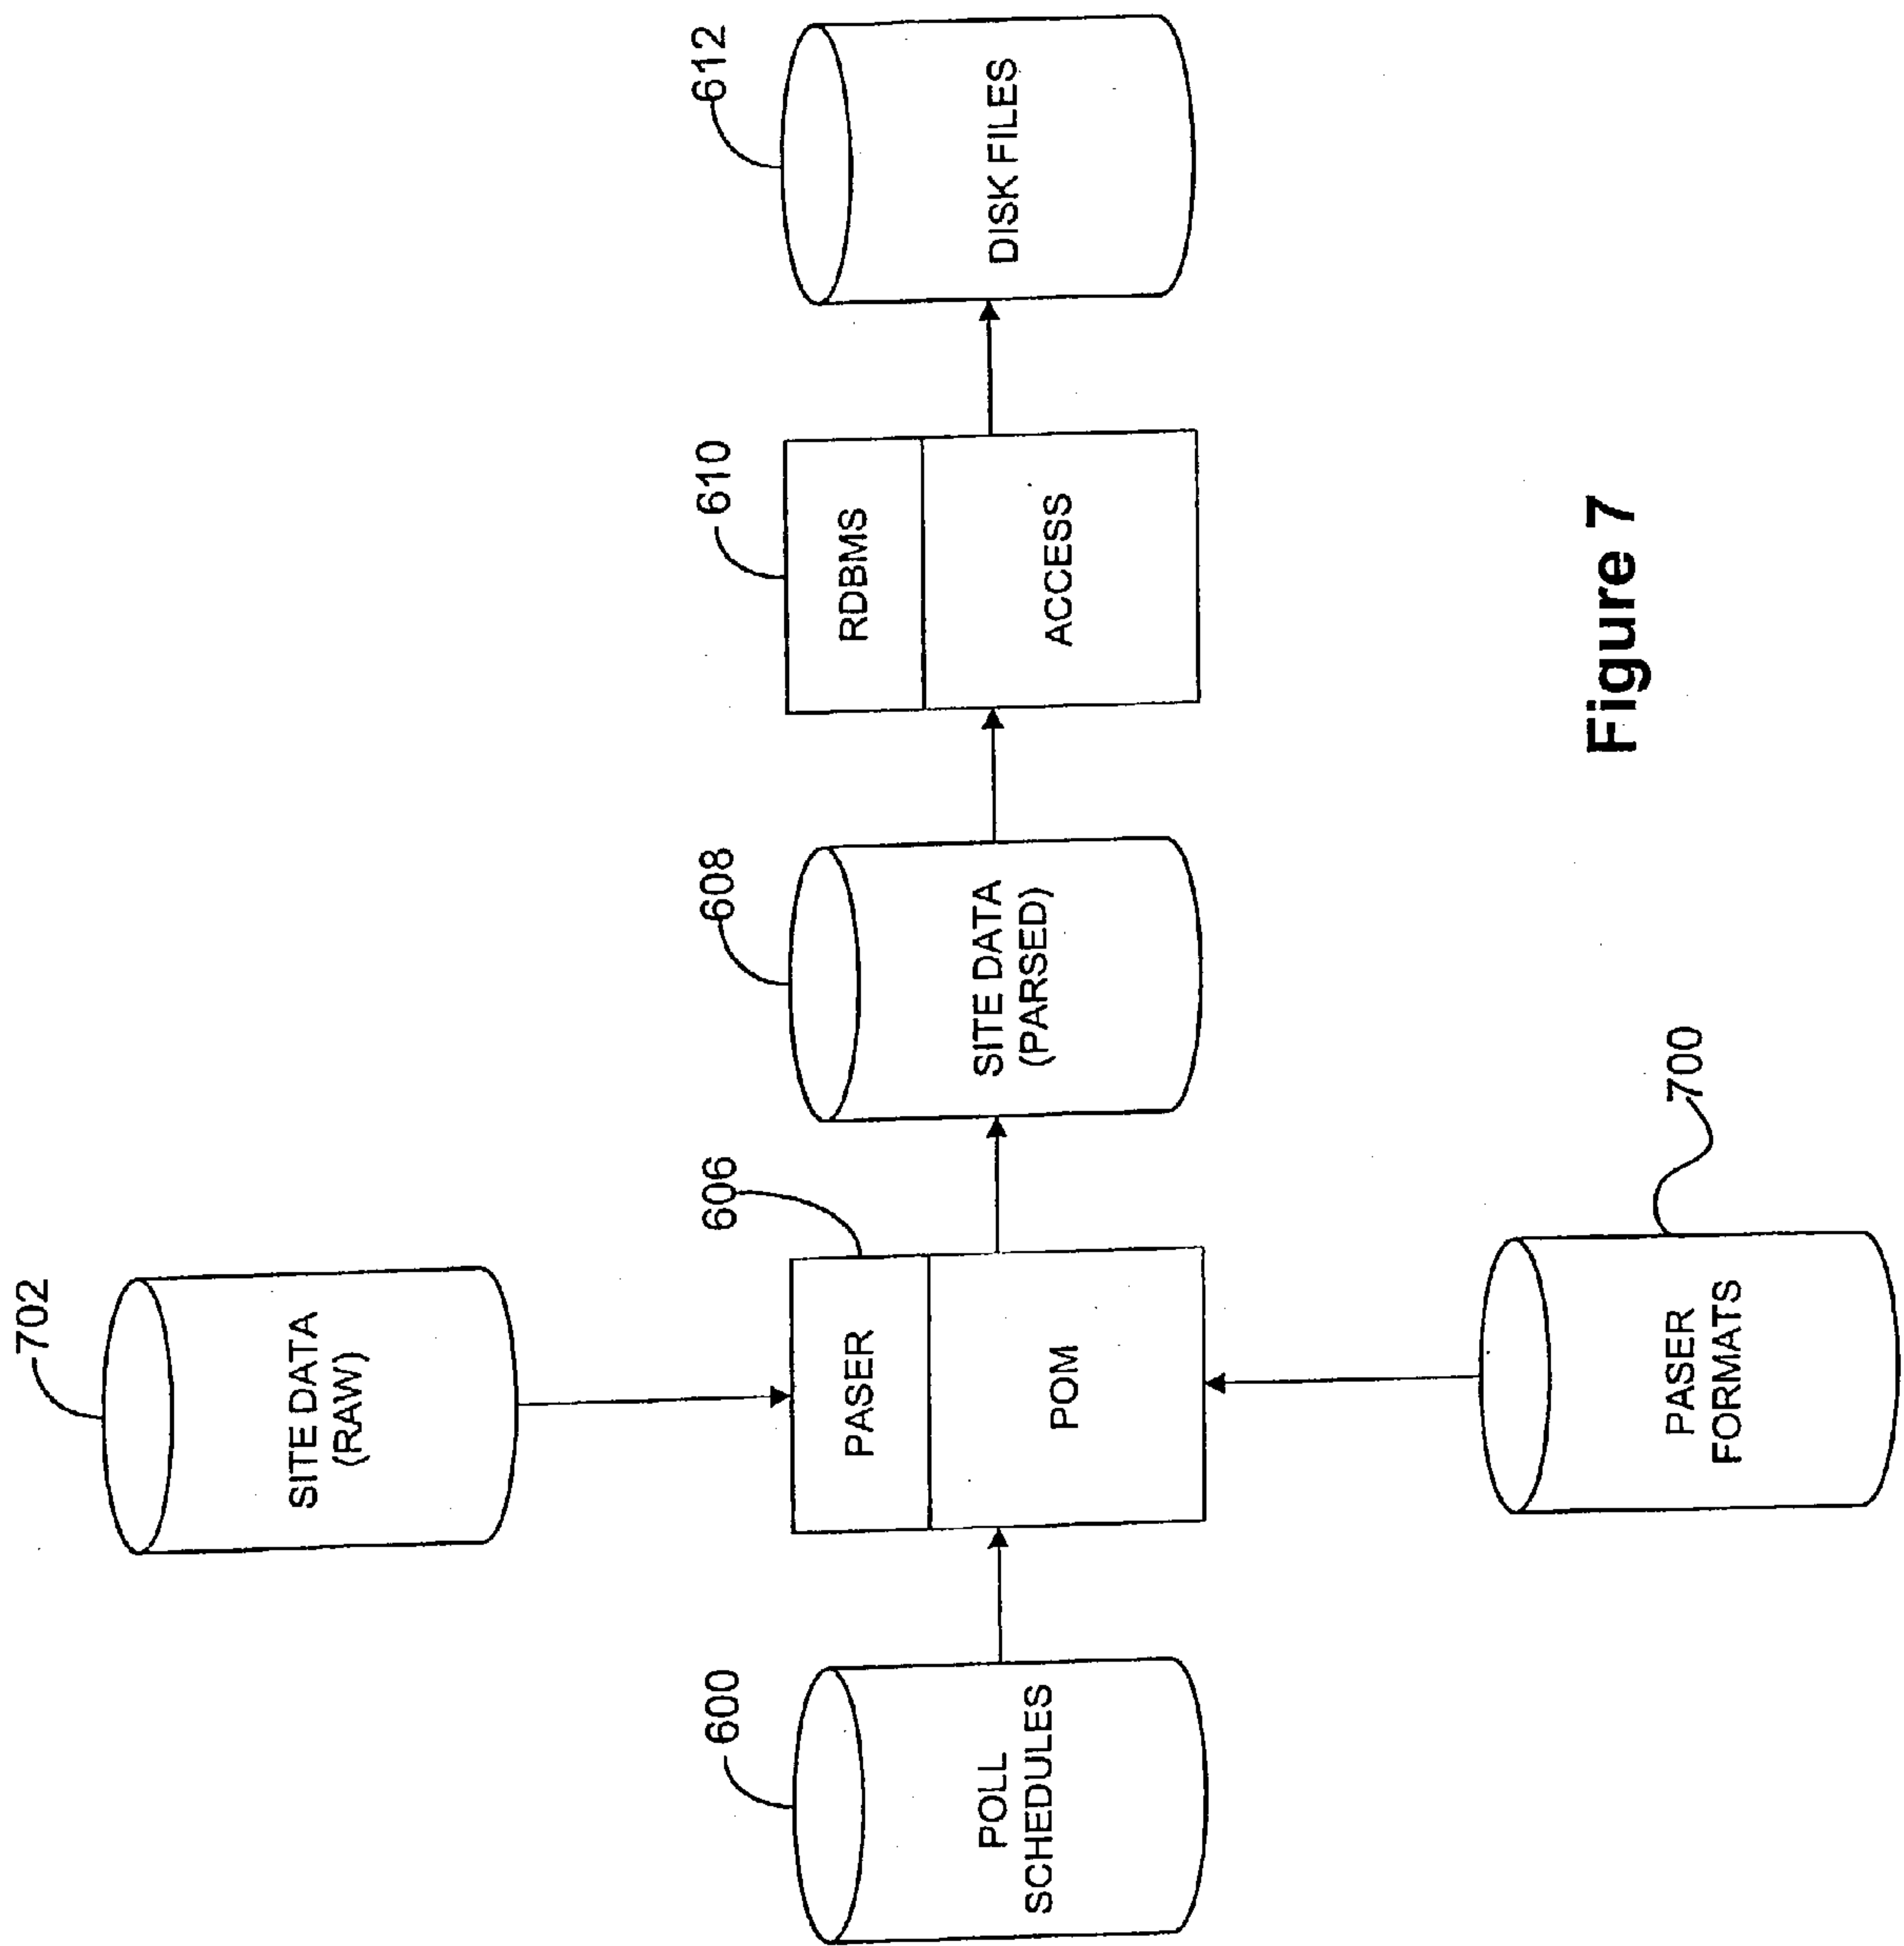 702
SITE DATA
(RAW)
600
POLL
SCHEDULES
606
PASER
POM
608
SITE DATA
(PARSED)
610
RDBMS
ACCESS
612
DISK FILES
700
PASER
FORMATS
Figure 7